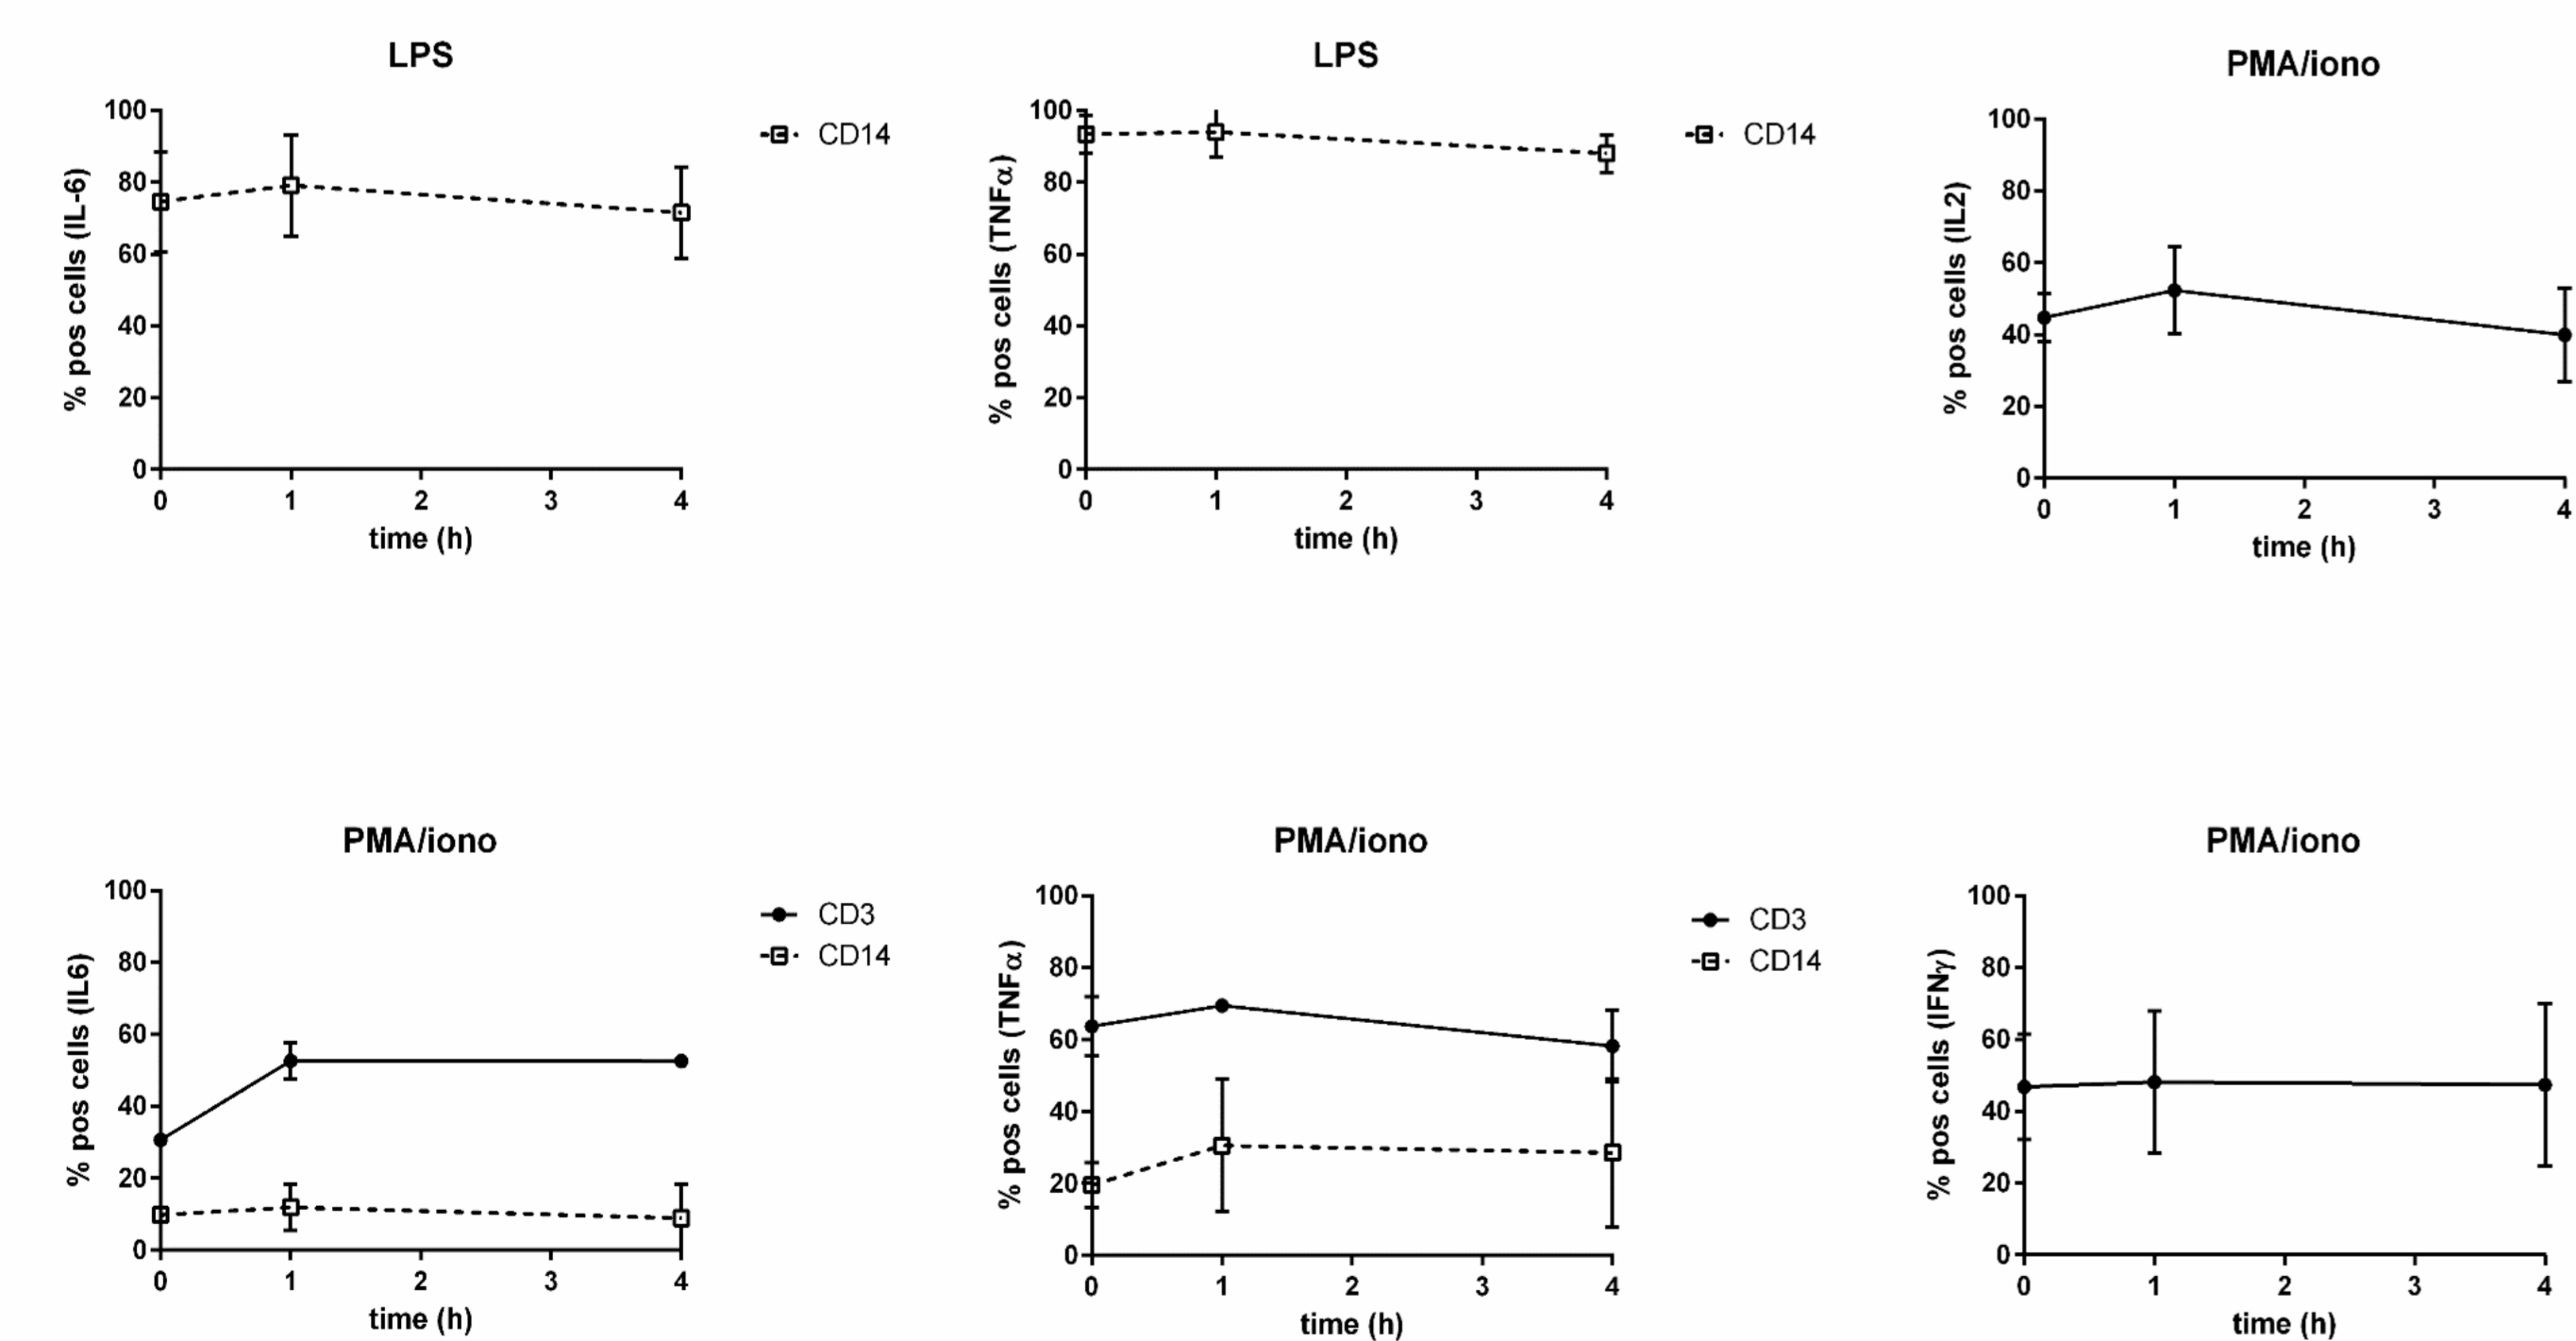 LPS
100
80
60
40
20
0
% pos cells (IL-6)
0 1 2 3 4
time (h)
CD14
LPS
100
80
60
40
20
0
% pos cells (TNFα)
0 1 2 3 4
time (h)
CD14
PMA/iono
100
80
60
40
20
0
% pos cells (IL2)
0 1 2 3 4
time (h)
PMA/iono
100
80
60
40
20
0
% pos cells (IL6)
0 1 2 3 4
time (h)
CD3
CD14
PMA/iono
100
80
60
40
20
0
% pos cells (TNFα)
0 1 2 3 4
time (h)
CD3
CD14
PMA/iono
100
80
60
40
20
0
% pos cells (IFNγ)
0 1 2 3 4
time (h)